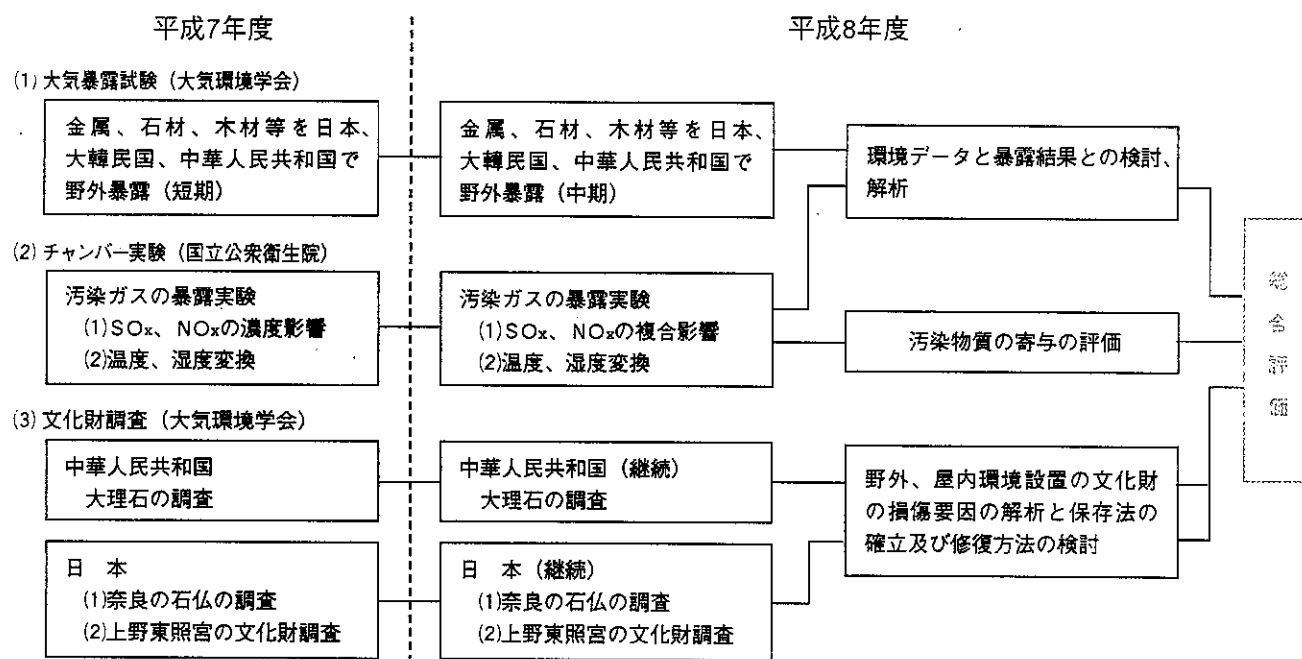 平成7年度
平成8年度
(1) 大気暴露試験（大気環境学会）
金属、石材、木材等を日本、
大韓民国、中華人民共和国で
野外暴露（短期）
金属、石材、木材等を日本、
大韓民国、中華人民共和国で
野外暴露（中期）
環境データと暴露結果との検討、
解析
(2) チャンバー実験（国立公衆衛生院）
汚染ガスの暴露実験
(1)SOx、NOxの濃度影響
(2)温度、湿度変換
汚染ガスの暴露実験
(1)SOx、NOxの複合影響
(2)温度、湿度変換
汚染物質の寄与の評価
(3) 文化財調査（大気環境学会）
中華人民共和国
大理石の調査
中華人民共和国（継続）
大理石の調査
日 本
(1)奈良の石仏の調査
(2)上野東照宮の文化財調査
日 本（継続）
(1)奈良の石仏の調査
(2)上野東照宮の文化財調査
野外、屋内環境設置の文化財
の損傷要因の解析と保存法の
確立及び修復方法の検討
総合評価